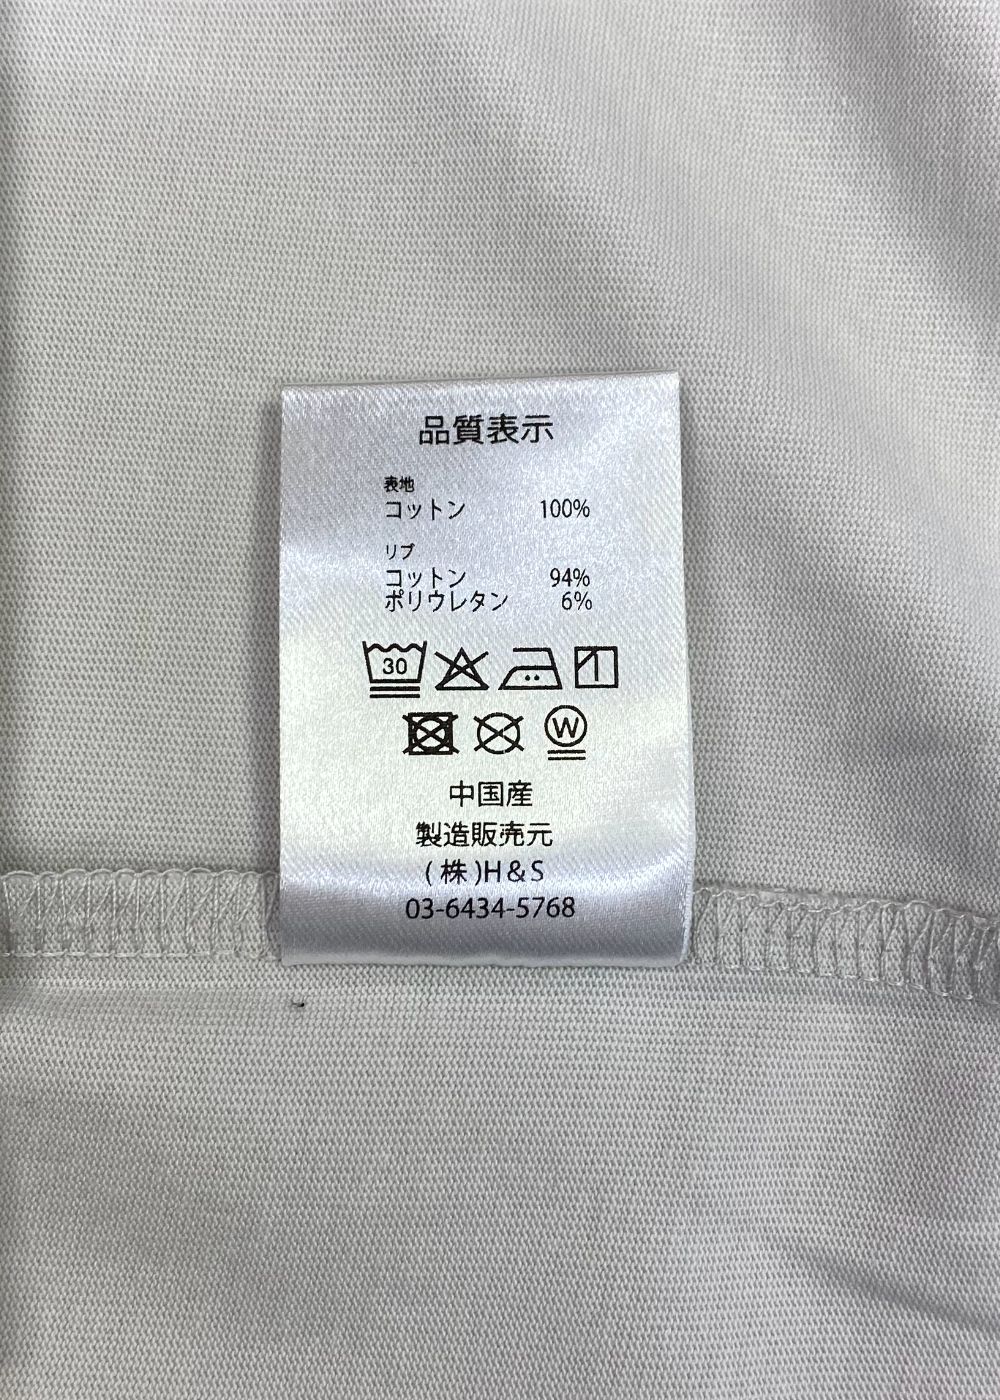 品質表示
表地
コットン 100%
リブ
コットン 94%
ポリウレタン 6%
30
W
中国産
製造販売元
(株)H&S
03-6434-5768